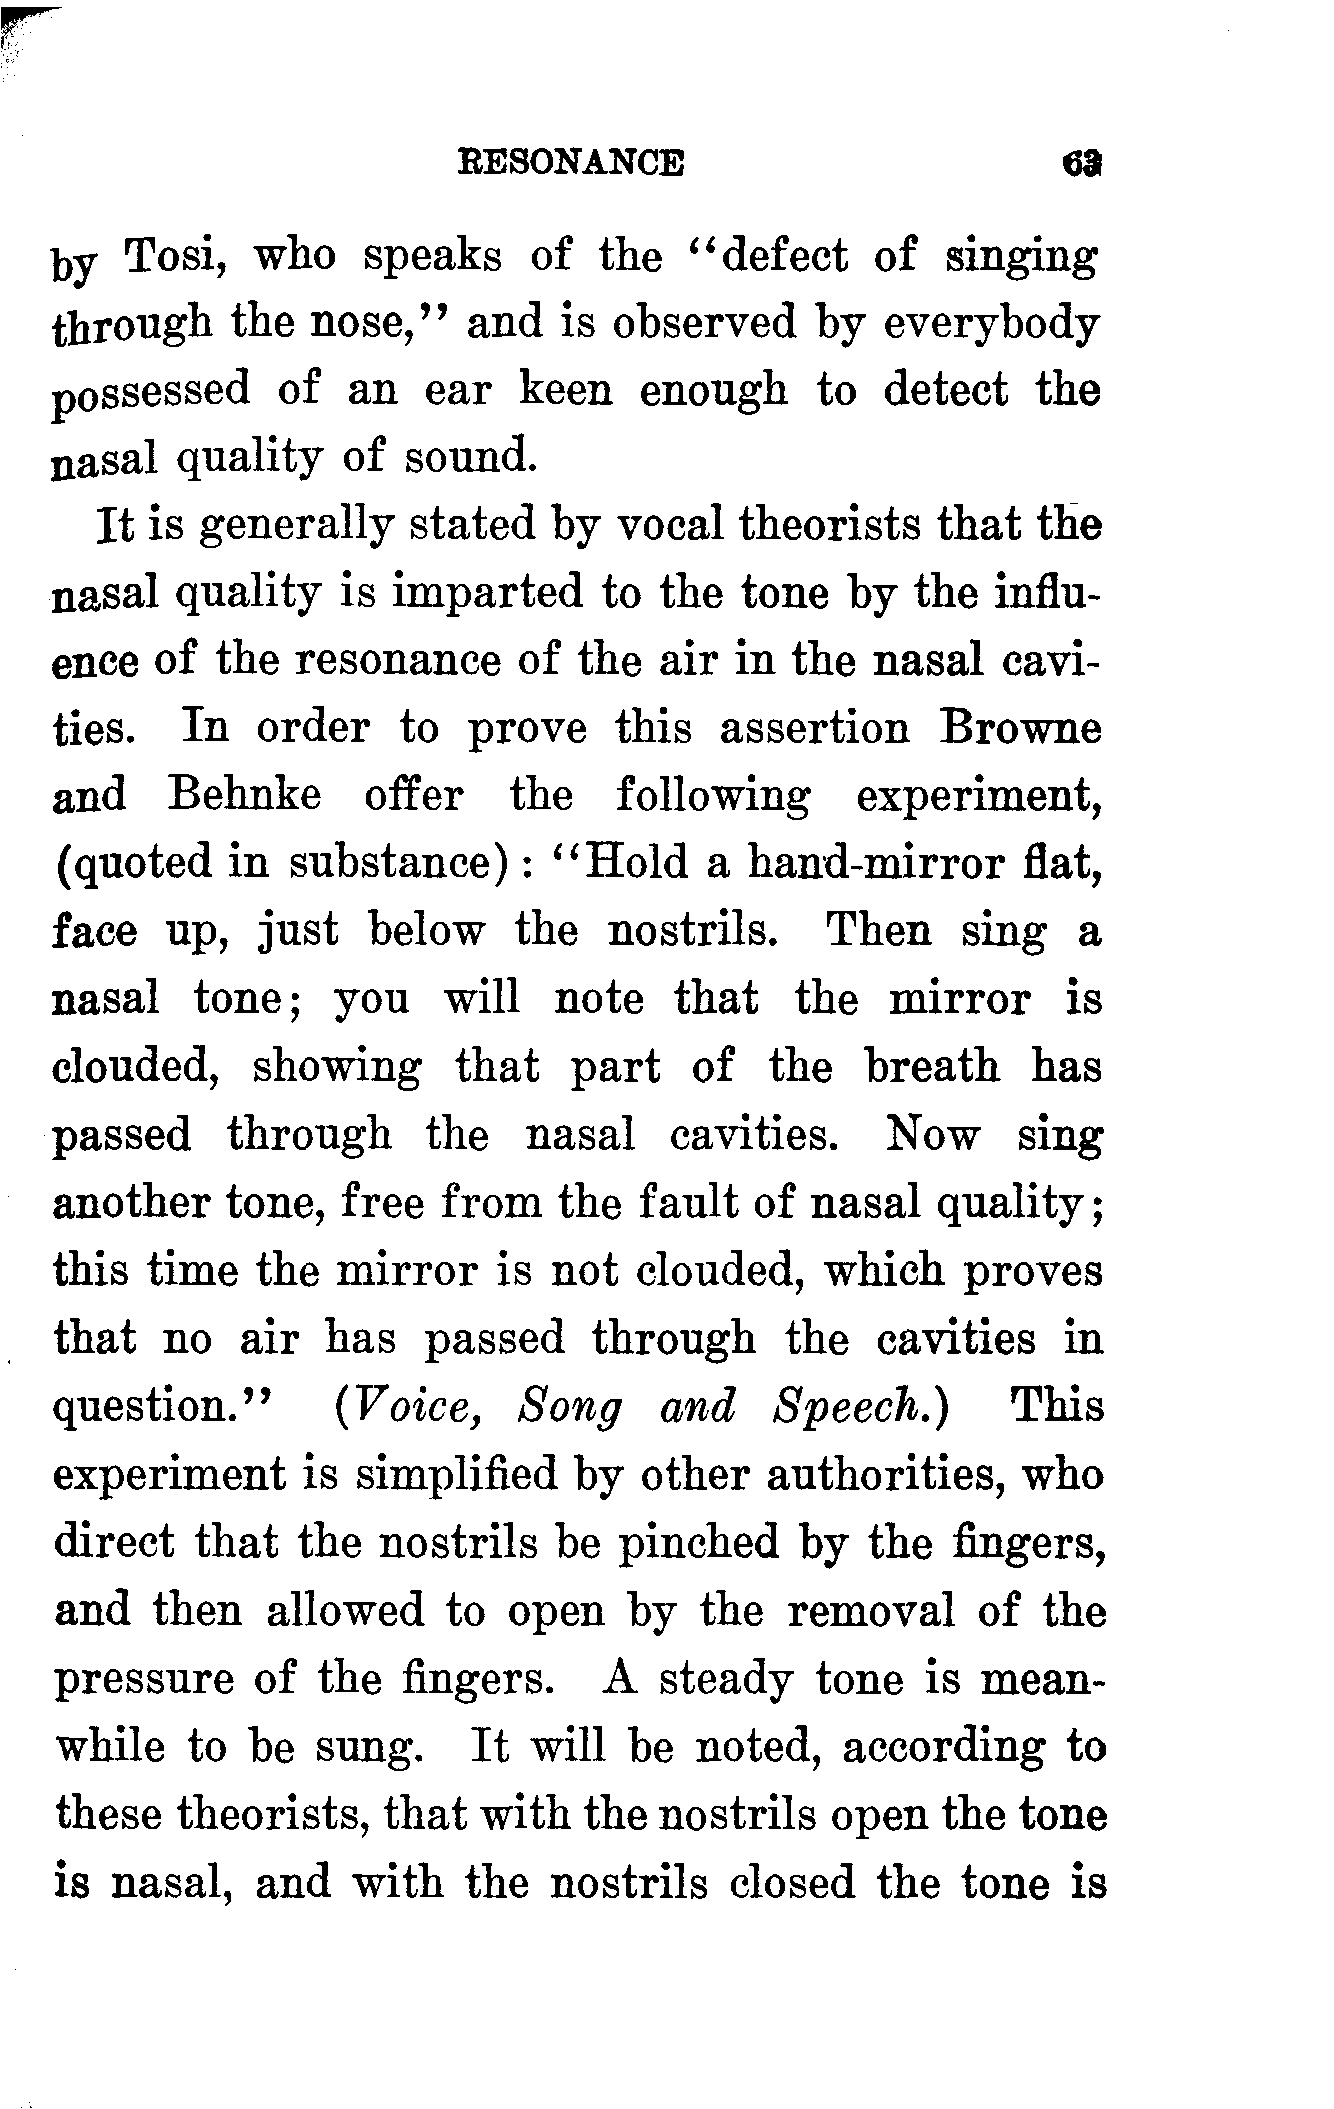 RESONANCE 63
by Tosi, who speaks of the "defect of singing
through the nose," and is observed by everybody
possessed of an ear keen enough to detect the
nasal quality of sound.
It is generally stated by vocal theorists that the
nasal quality is imparted to the tone by the influ-
ence of the resonance of the air in the nasal cavi-
ties. In order to prove this assertion Browne
and Behnke offer the following experiment,
(quoted in substance): "Hold a hand-mirror flat,
face up, just below the nostrils. Then sing a
nasal tone; you will note that the mirror is
clouded, showing that part of the breath has
passed through the nasal cavities. Now sing
another tone, free from the fault of nasal quality;
this time the mirror is not clouded, which proves
that no air has passed through the cavities in
question." (Voice, Song and Speech.) This
experiment is simplified by other authorities, who
direct that the nostrils be pinched by the fingers,
and then allowed to open by the removal of the
pressure of the fingers. A steady tone is mean-
while to be sung. It will be noted, according to
these theorists, that with the nostrils open the tone
is nasal, and with the nostrils closed the tone is